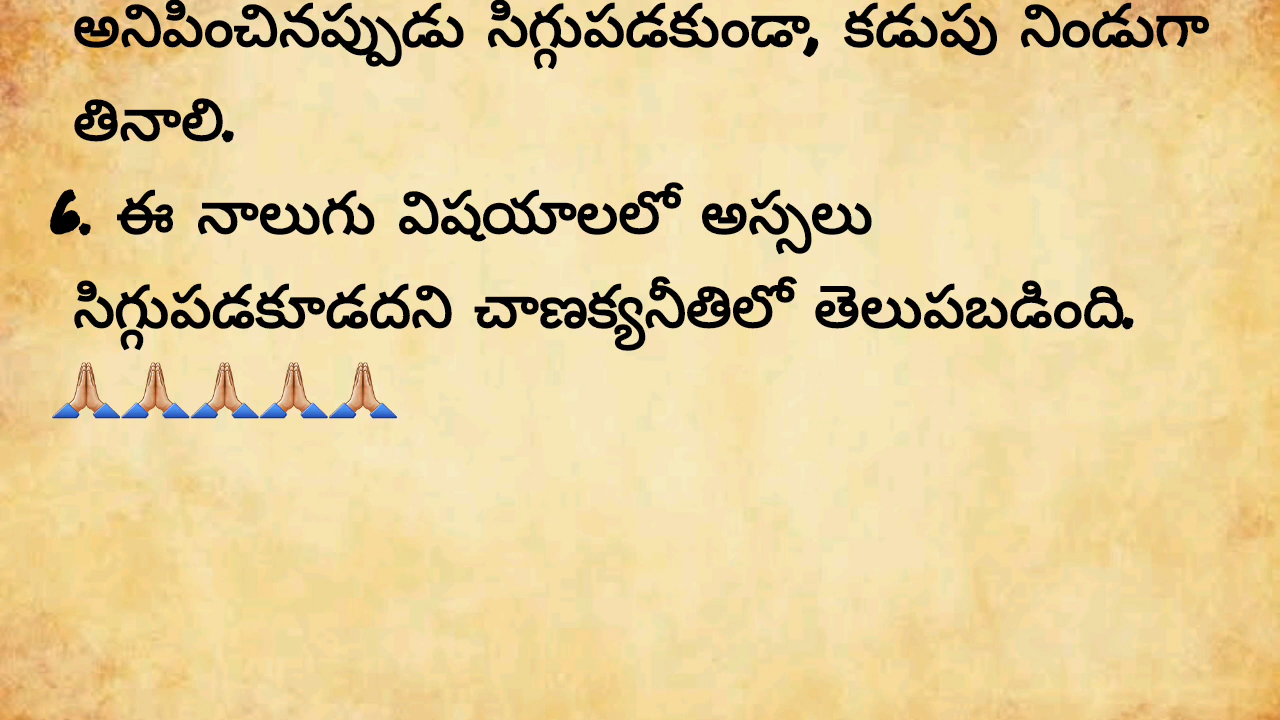 అనిపించినప్పుడు సిగ్గుపడకుండా, కడుపు నిండుగా
తినాలి.
6. ఈ నాలుగు విషయాలలో అస్సలు
సిగ్గుపడకూడదని చాణక్యనీతిలో తెలుపబడింది.
🙏🏼🙏🏼🙏🏼🙏🏼🙏🏼